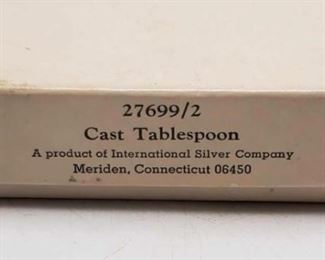 27699/2
Cast Tablespoon
A product of International Silver Company
Meriden, Connecticut 06450